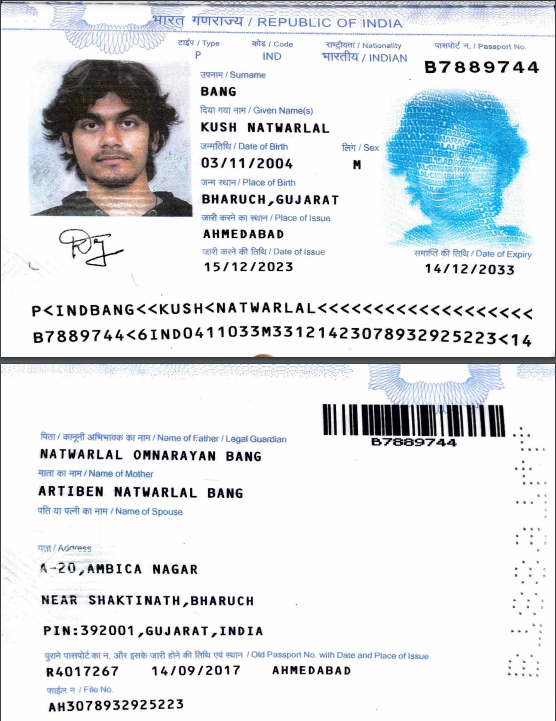 भारत गणराज्य / REPUBLIC OF INDIA
टाईप / Type कोड / Code राष्ट्रीयता / Nationality पासपोर्ट न. / Passport No.
P IND भारतीय / INDIAN B7889744
उपनाम / Surname
BANG
दिया गया नाम / Given Name(s)
KUSH NATWARLAL
जन्मतिथि / Date of Birth लिंग / Sex
03/11/2004 M
जन्म स्थान / Place of Birth
BHARUCH,GUJARAT
जारी करने का स्थान / Place of Issue
AHMEDABAD
जारी करने की तिथि / Date of Issue समाप्ति की तिथि / Date of Expiry
15/12/2023 14/12/2033
P<INDBANG<<KUSH<NATWARLAL<<<<<<<<<<<<<<<<<<<
B7889744<6IND0411033M33121423078932925223<14
B7889744
पिता / कानूनी अभिभावक का नाम / Name of Father / Legal Guardian
NATWARLAL OMNARAYAN BANG
माता का नाम / Name of Mother
ARTIBEN NATWARLAL BANG
पति या पत्नी का नाम / Name of Spouse
पता / Address
A-20,AMBICA NAGAR
NEAR SHAKTINATH,BHARUCH
PIN:392001,GUJARAT,INDIA
पुराने पासपोर्ट का न. और इसके जारी होने की तिथि एवं स्थान / Old Passport No. with Date and Place of Issue
R4017267 14/09/2017 AHMEDABAD
फाईल न / File No.
AH3078932925223